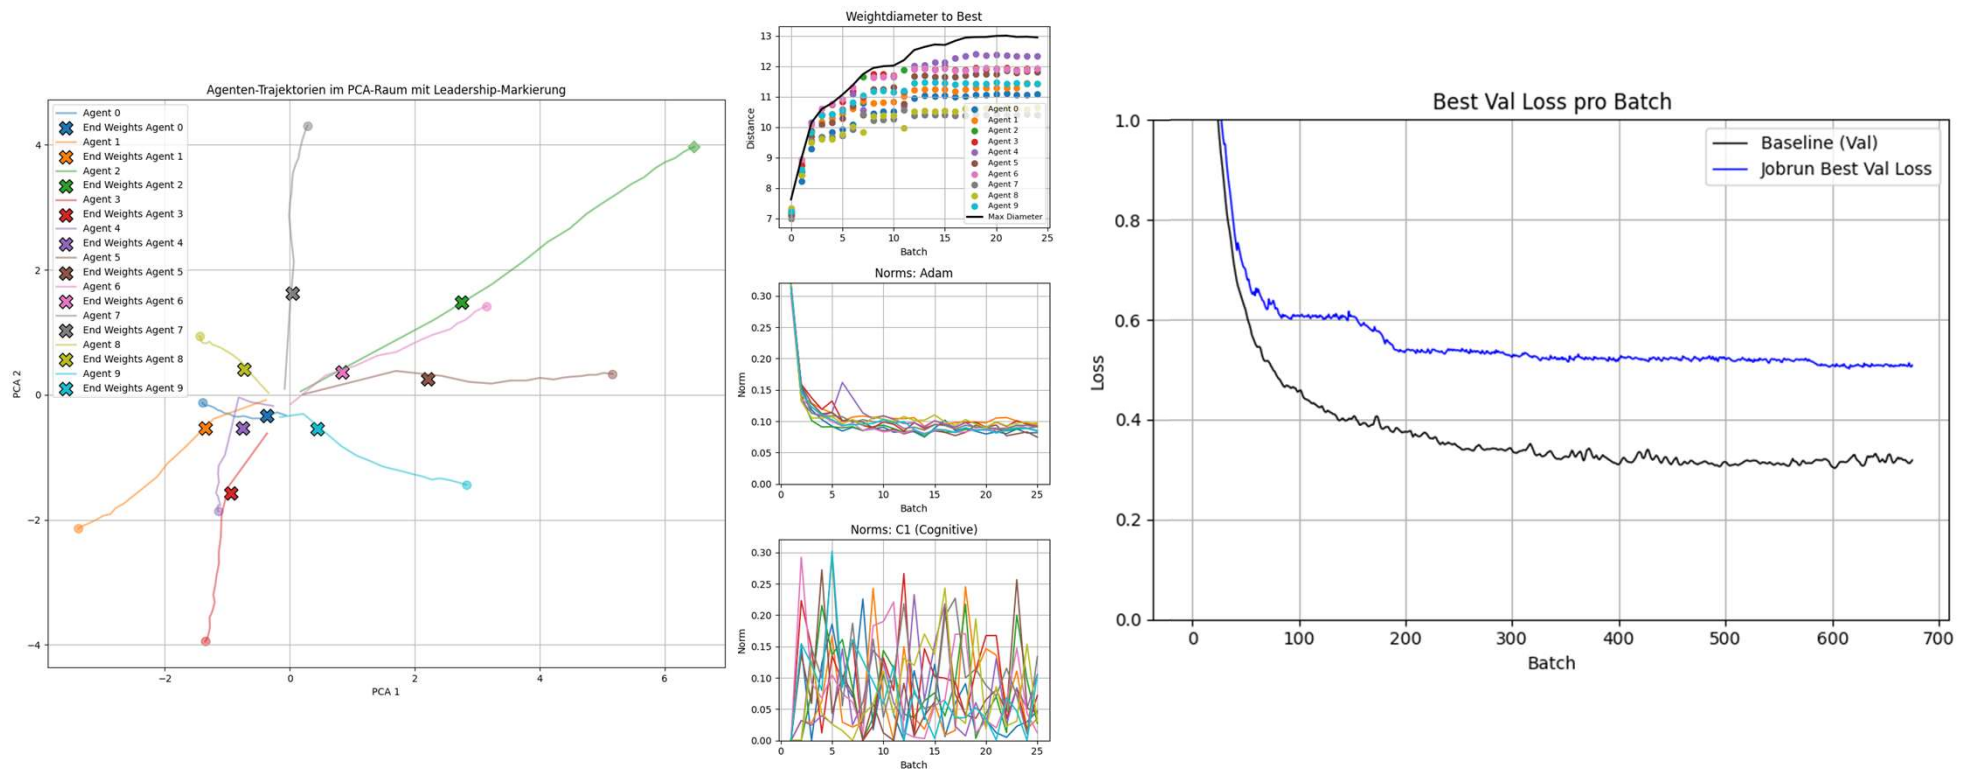 Agenten-Trajektorien im PCA-Raum mit Leadership-Markierung
Agent 0
End Weights Agent 0
Agent 1
End Weights Agent 1
Agent 2
End Weights Agent 2
Agent 3
End Weights Agent 3
Agent 4
End Weights Agent 4
Agent 5
End Weights Agent 5
Agent 6
End Weights Agent 6
Agent 7
End Weights Agent 7
Agent 8
End Weights Agent 8
Agent 9
End Weights Agent 9
PCA 2
4
2
0
−2
−4
−2
0
2
4
6
PCA 1
Weightdiameter to Best
Distance
13
12
11
10
9
8
7
Agent 0
Agent 1
Agent 2
Agent 3
Agent 4
Agent 5
Agent 6
Agent 7
Agent 8
Agent 9
Max Diameter
0
5
10
15
20
25
Batch
Norms: Adam
Norm
0.30
0.25
0.20
0.15
0.10
0.05
0.00
0
5
10
15
20
25
Batch
Norms: C1 (Cognitive)
Norm
0.30
0.25
0.20
0.15
0.10
0.05
0.00
0
5
10
15
20
25
Batch
Best Val Loss pro Batch
Baseline (Val)
Jobrun Best Val Loss
Loss
1.0
0.8
0.6
0.4
0.2
0.0
0
100
200
300
400
500
600
700
Batch